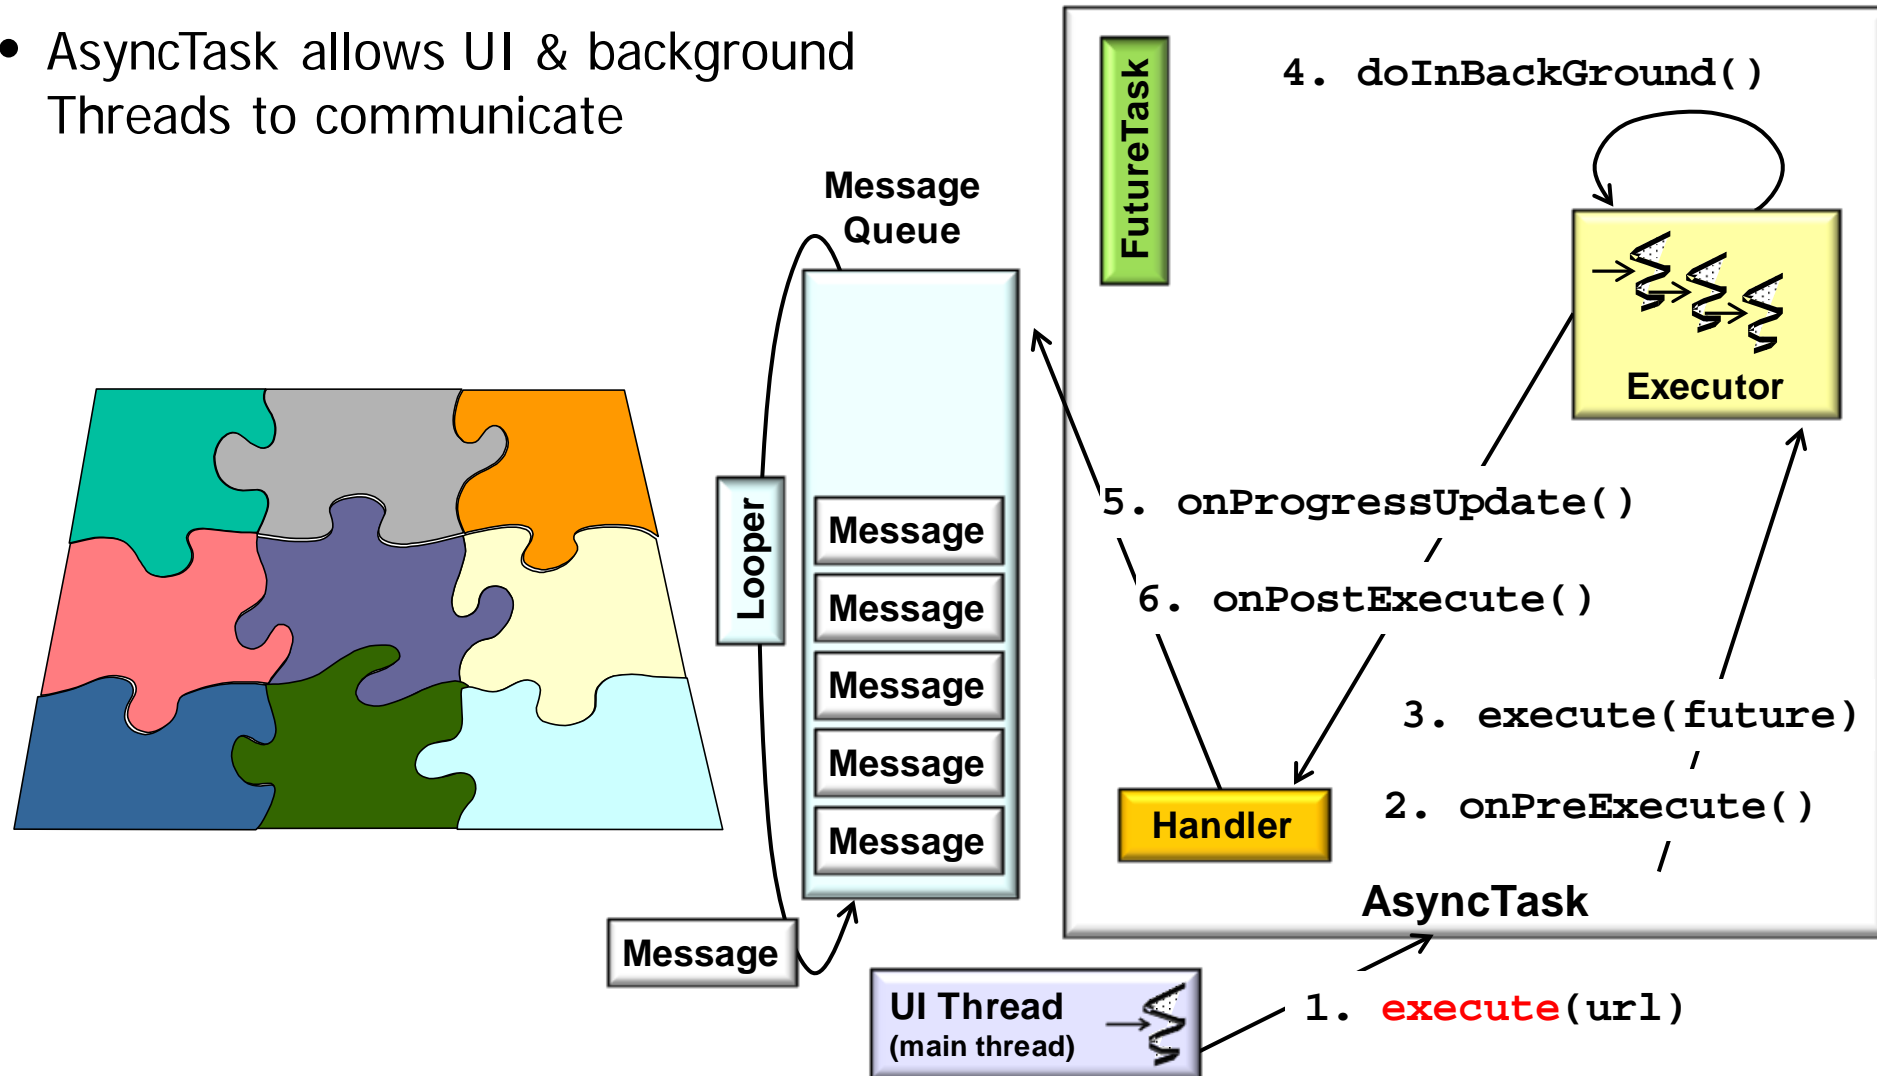 • AsyncTask allows UI & background
Threads to communicate
FutureTask
4. doInBackGround()
Message
Queue
Executor
Looper
Message
Message
Message
Message
Message
5. onProgressUpdate()
6. onPostExecute()
3. execute(future)
2. onPreExecute()
Handler
AsyncTask
Message
UI Thread
(main thread)
1. execute(url)